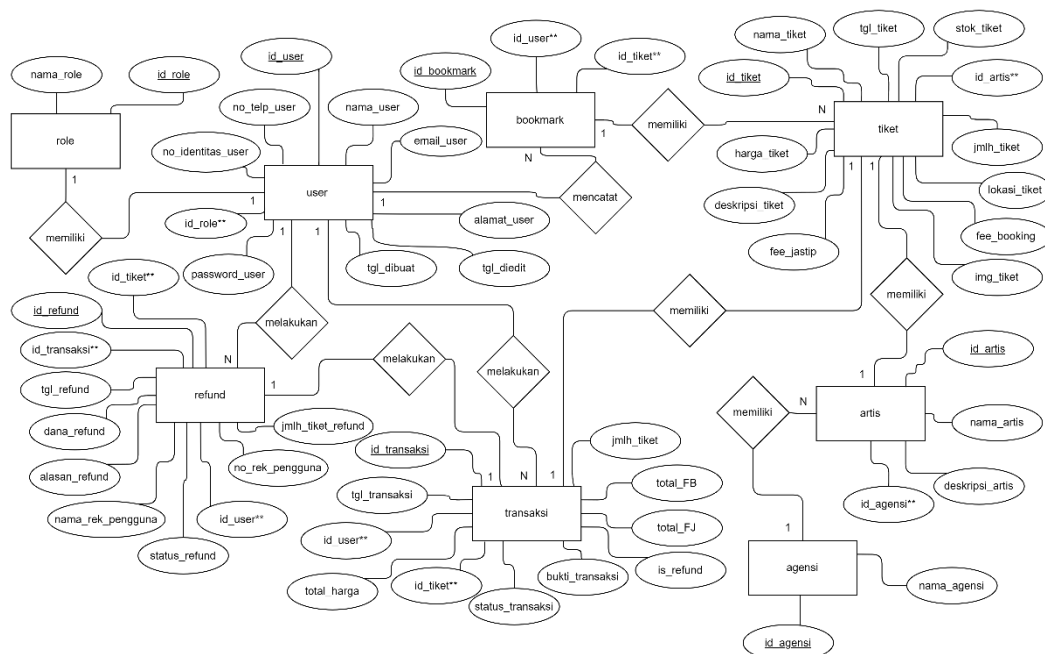 id_user**
nama_tiket
tgl_tiket
stok_tiket
id_user
id_tiket**
nama_role
id_role
id_bookmark
id_tiket
id_artis**
no_telp_user
nama_user
bookmark
1
memiliki
N
tiket
role
email_user
N
harga_tiket
jmlh_tiket
no_identitas_user
user
1
1
mencatat
1
1
lokasi_tiket
1
1
deskripsi_tiket
memiliki
id_role**
1
1
alamat_user
fee_booking
password_user
tgl_dibuat
tgl_diedit
fee_jastip
img_tiket
id_tiket**
id_refund
melakukan
memiliki
memiliki
id_transaksi**
N
melakukan
melakukan
id_artis
tgl_refund
refund
1
1
dana_refund
memiliki
N
artis
jmlh_tiket_refund
nama_artis
alasan_refund
id_transaksi
jmlh_tiket
no_rek_pengguna
1
N
1
total_FB
deskripsi_artis
tgl_transaksi
id_agensi**
nama_rek_pengguna
id_user**
transaksi
total_FJ
1
id_user**
status_refund
is_refund
agensi
total_harga
id_tiket**
bukti_transaksi
nama_agensi
status_transaksi
id_agensi